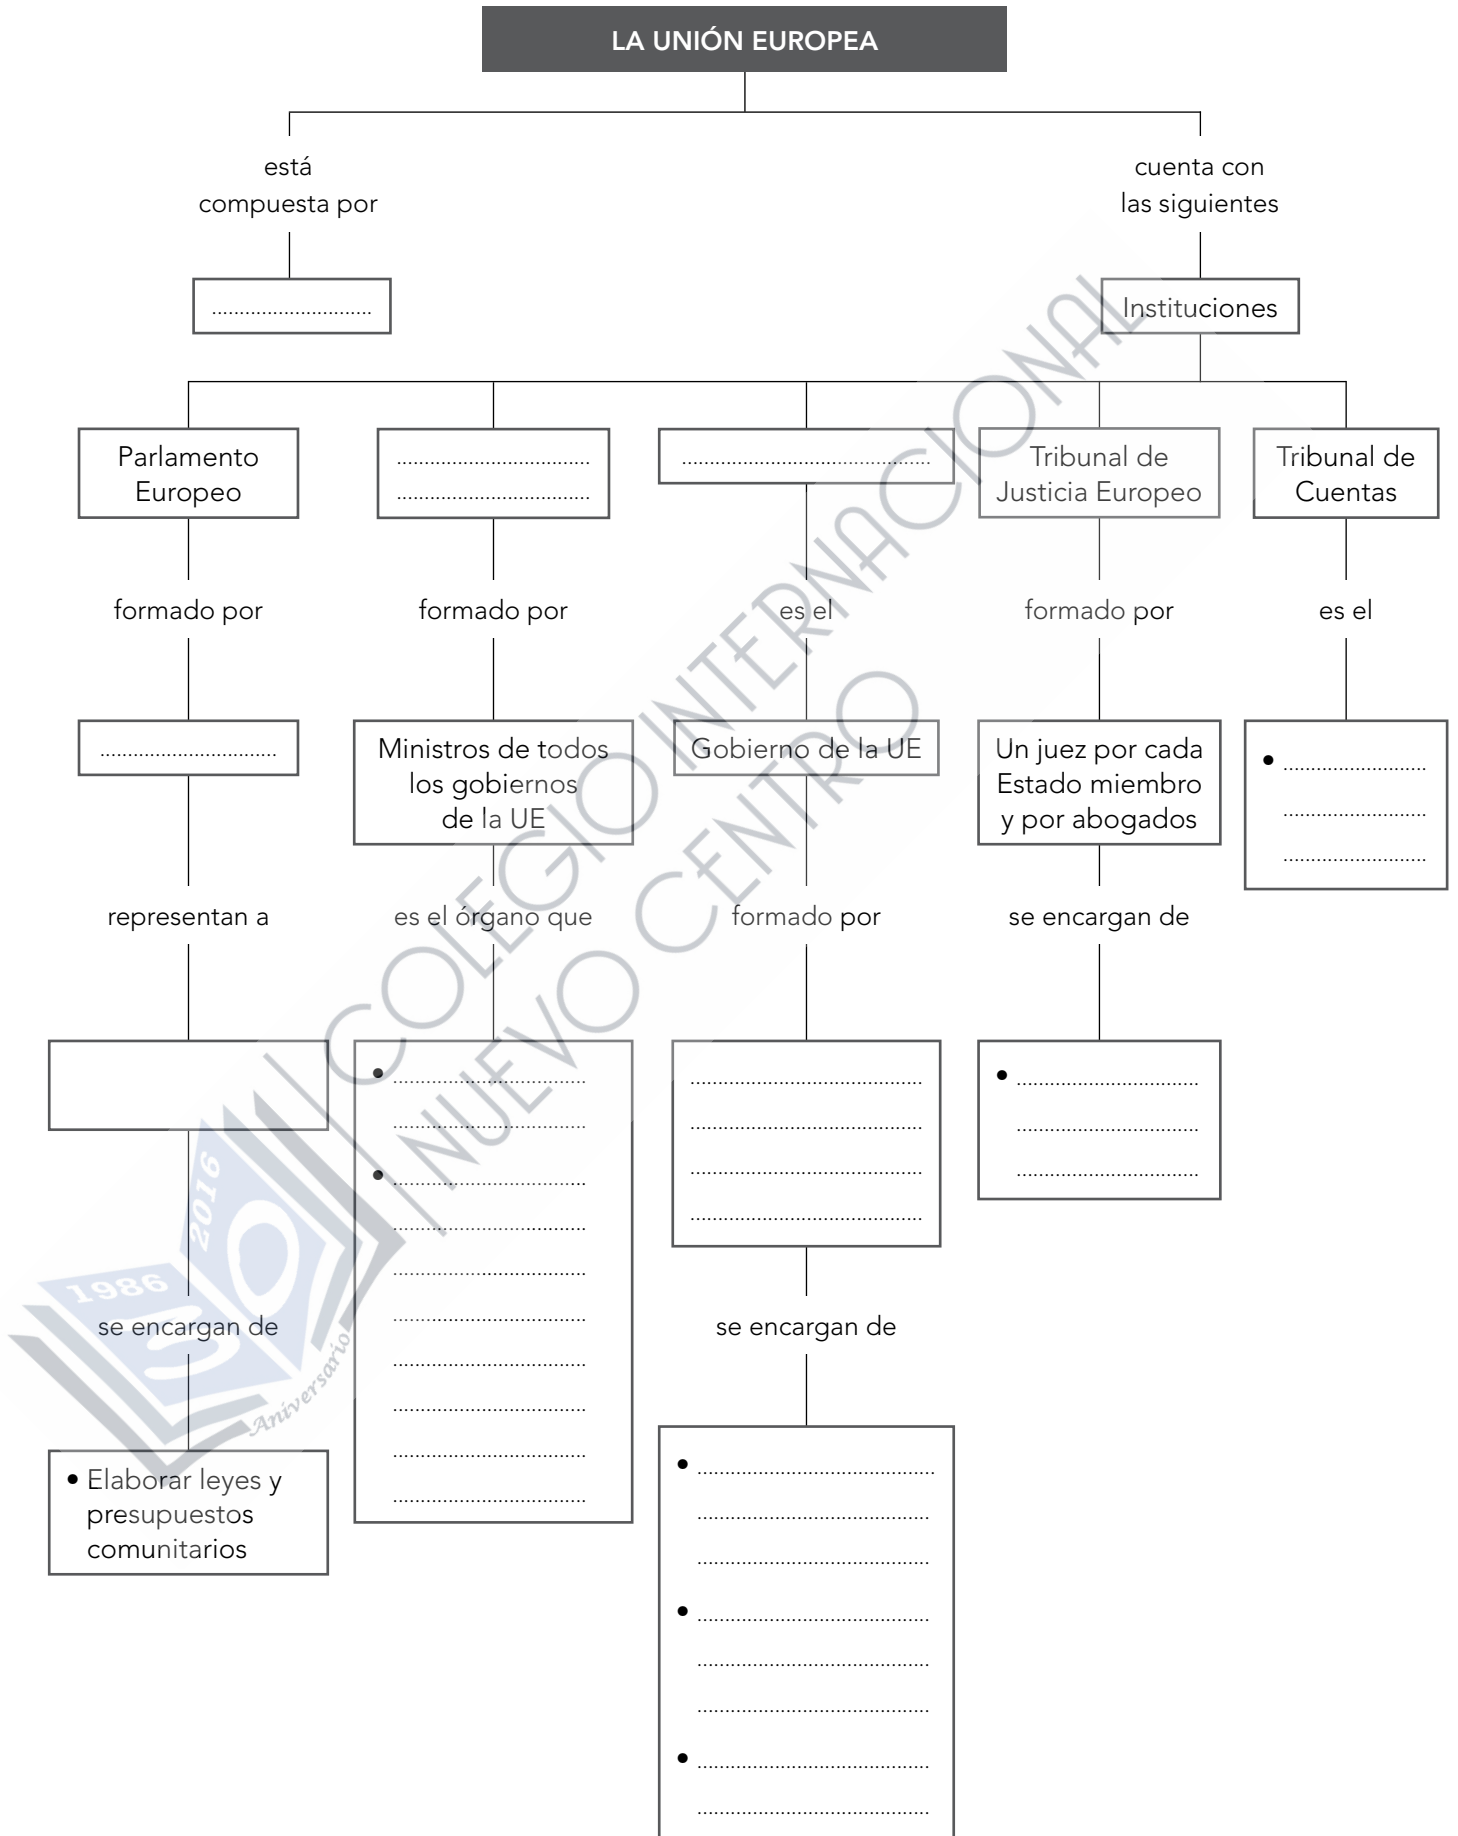 LA UNIÓN EUROPEA
está
compuesta por
cuenta con
las siguientes
.............................
Instituciones
Parlamento
Europeo
...................................
...................................
.............................................
Tribunal de
Justicia Europeo
Tribunal de
Cuentas
formado por
formado por
es el
formado por
es el
................................
Ministros de todos
los gobiernos
de la UE
Gobierno de la UE
Un juez por cada
Estado miembro
y por abogados
• ..........................
..........................
..........................
representan a
es el órgano que
formado por
se encargan de
• ...................................
...................................
• ...................................
...................................
...................................
...................................
...................................
...................................
...................................
...................................
..........................................
..........................................
..........................................
..........................................
• .................................
.................................
.................................
se encargan de
se encargan de
• Elaborar leyes y
presupuestos
comunitarios
• ...........................................
..........................................
..........................................
• ..........................................
..........................................
..........................................
• ..........................................
..........................................
COLEGIO INTERNACIONAL
NUEVO CENTRO
1986
2016
30
Aniversario